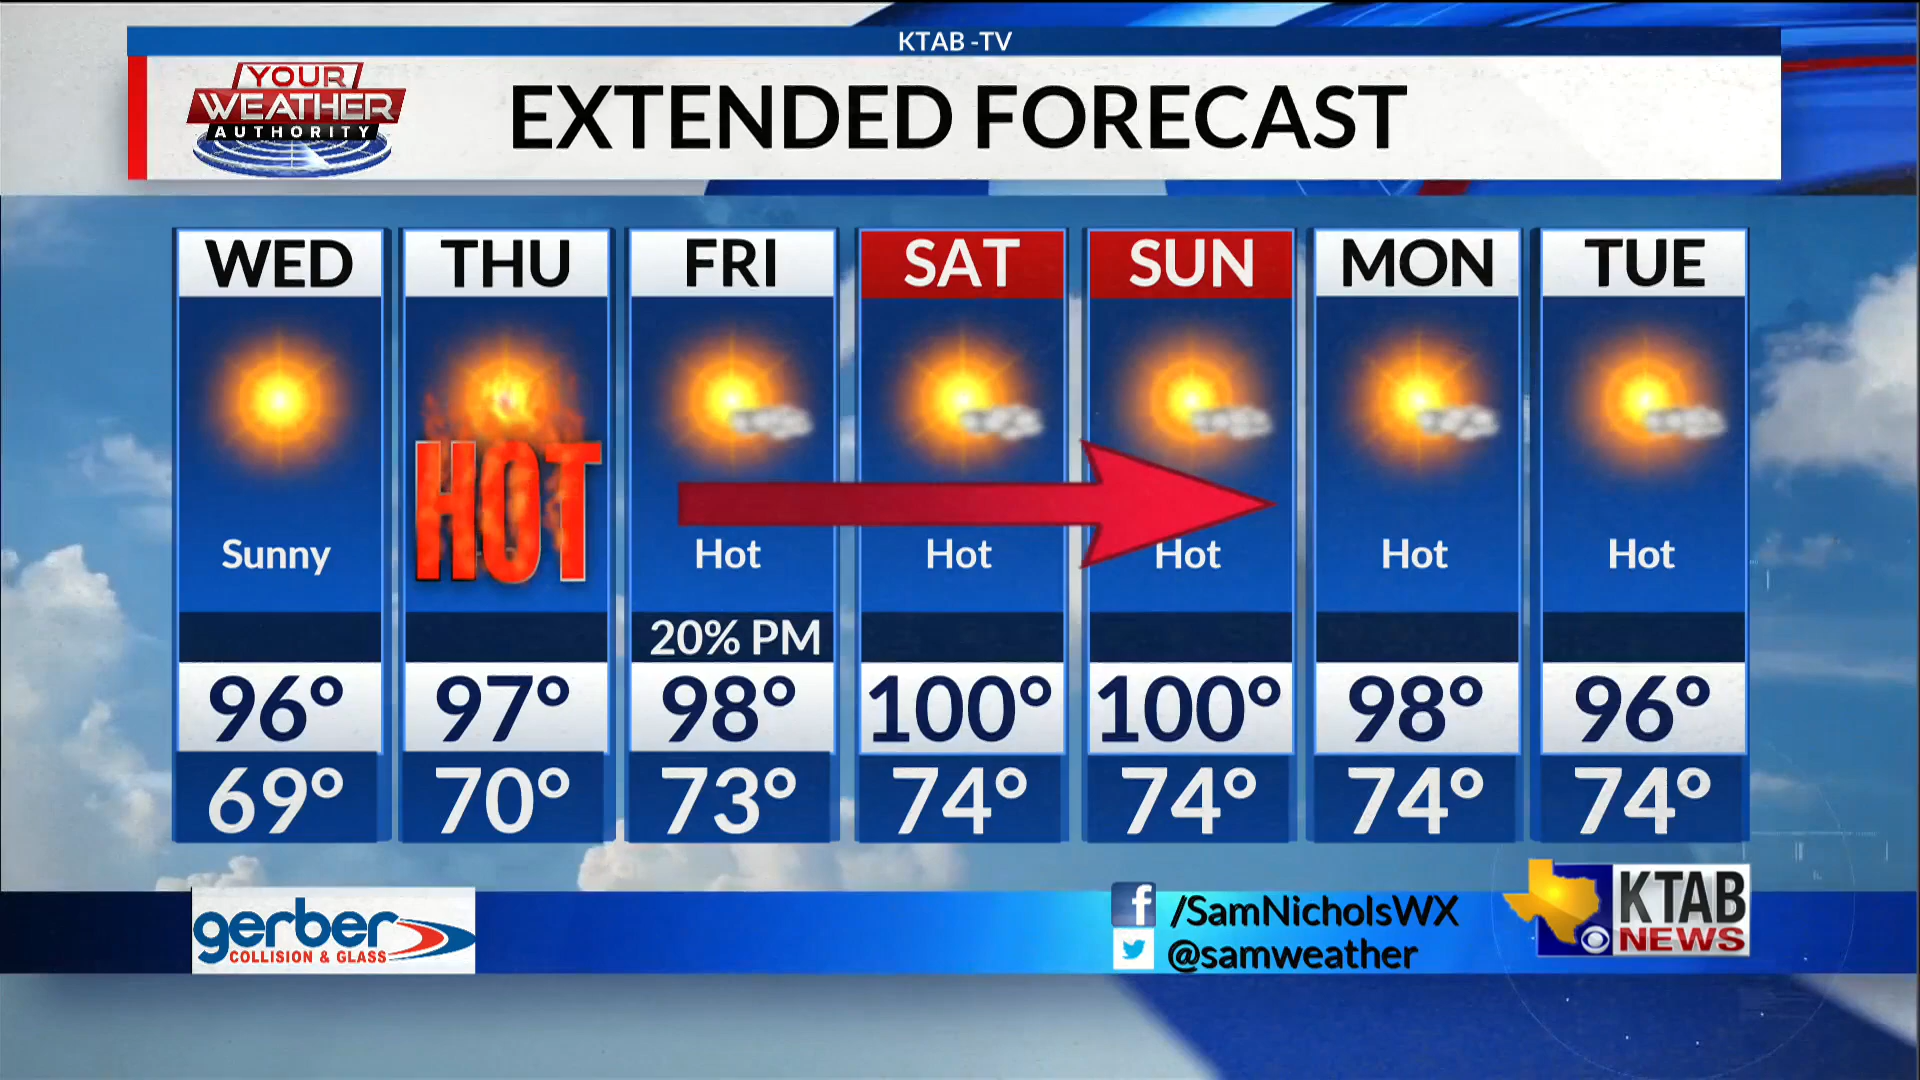 KTAB -TV
YOUR
WEATHER
AUTHORITY
EXTENDED FORECAST
WED THU FRI SAT SUN MON TUE
HOT
Sunny Hot Hot Hot Hot Hot
20% PM
96° 97° 98° 100° 100° 98° 96°
69° 70° 73° 74° 74° 74° 74°
gerber
COLLISION & GLASS
f /SamNicholsWX
@samweather
KTAB
NEWS